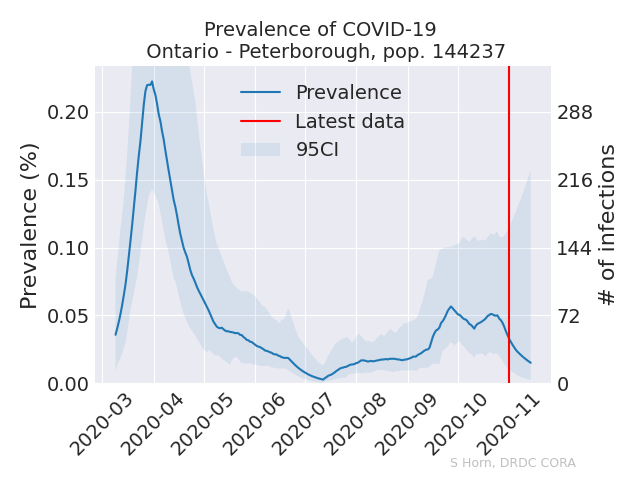 Prevalence of COVID-19
Ontario - Peterborough, pop. 144237
Prevalence
Latest data
95CI
Prevalence (%)
0.20
0.15
0.10
0.05
0.00
288
216
144
72
0
# of infections
2020-03
2020-04
2020-05
2020-06
2020-07
2020-08
2020-09
2020-10
2020-11
S Horn, DRDC CORA